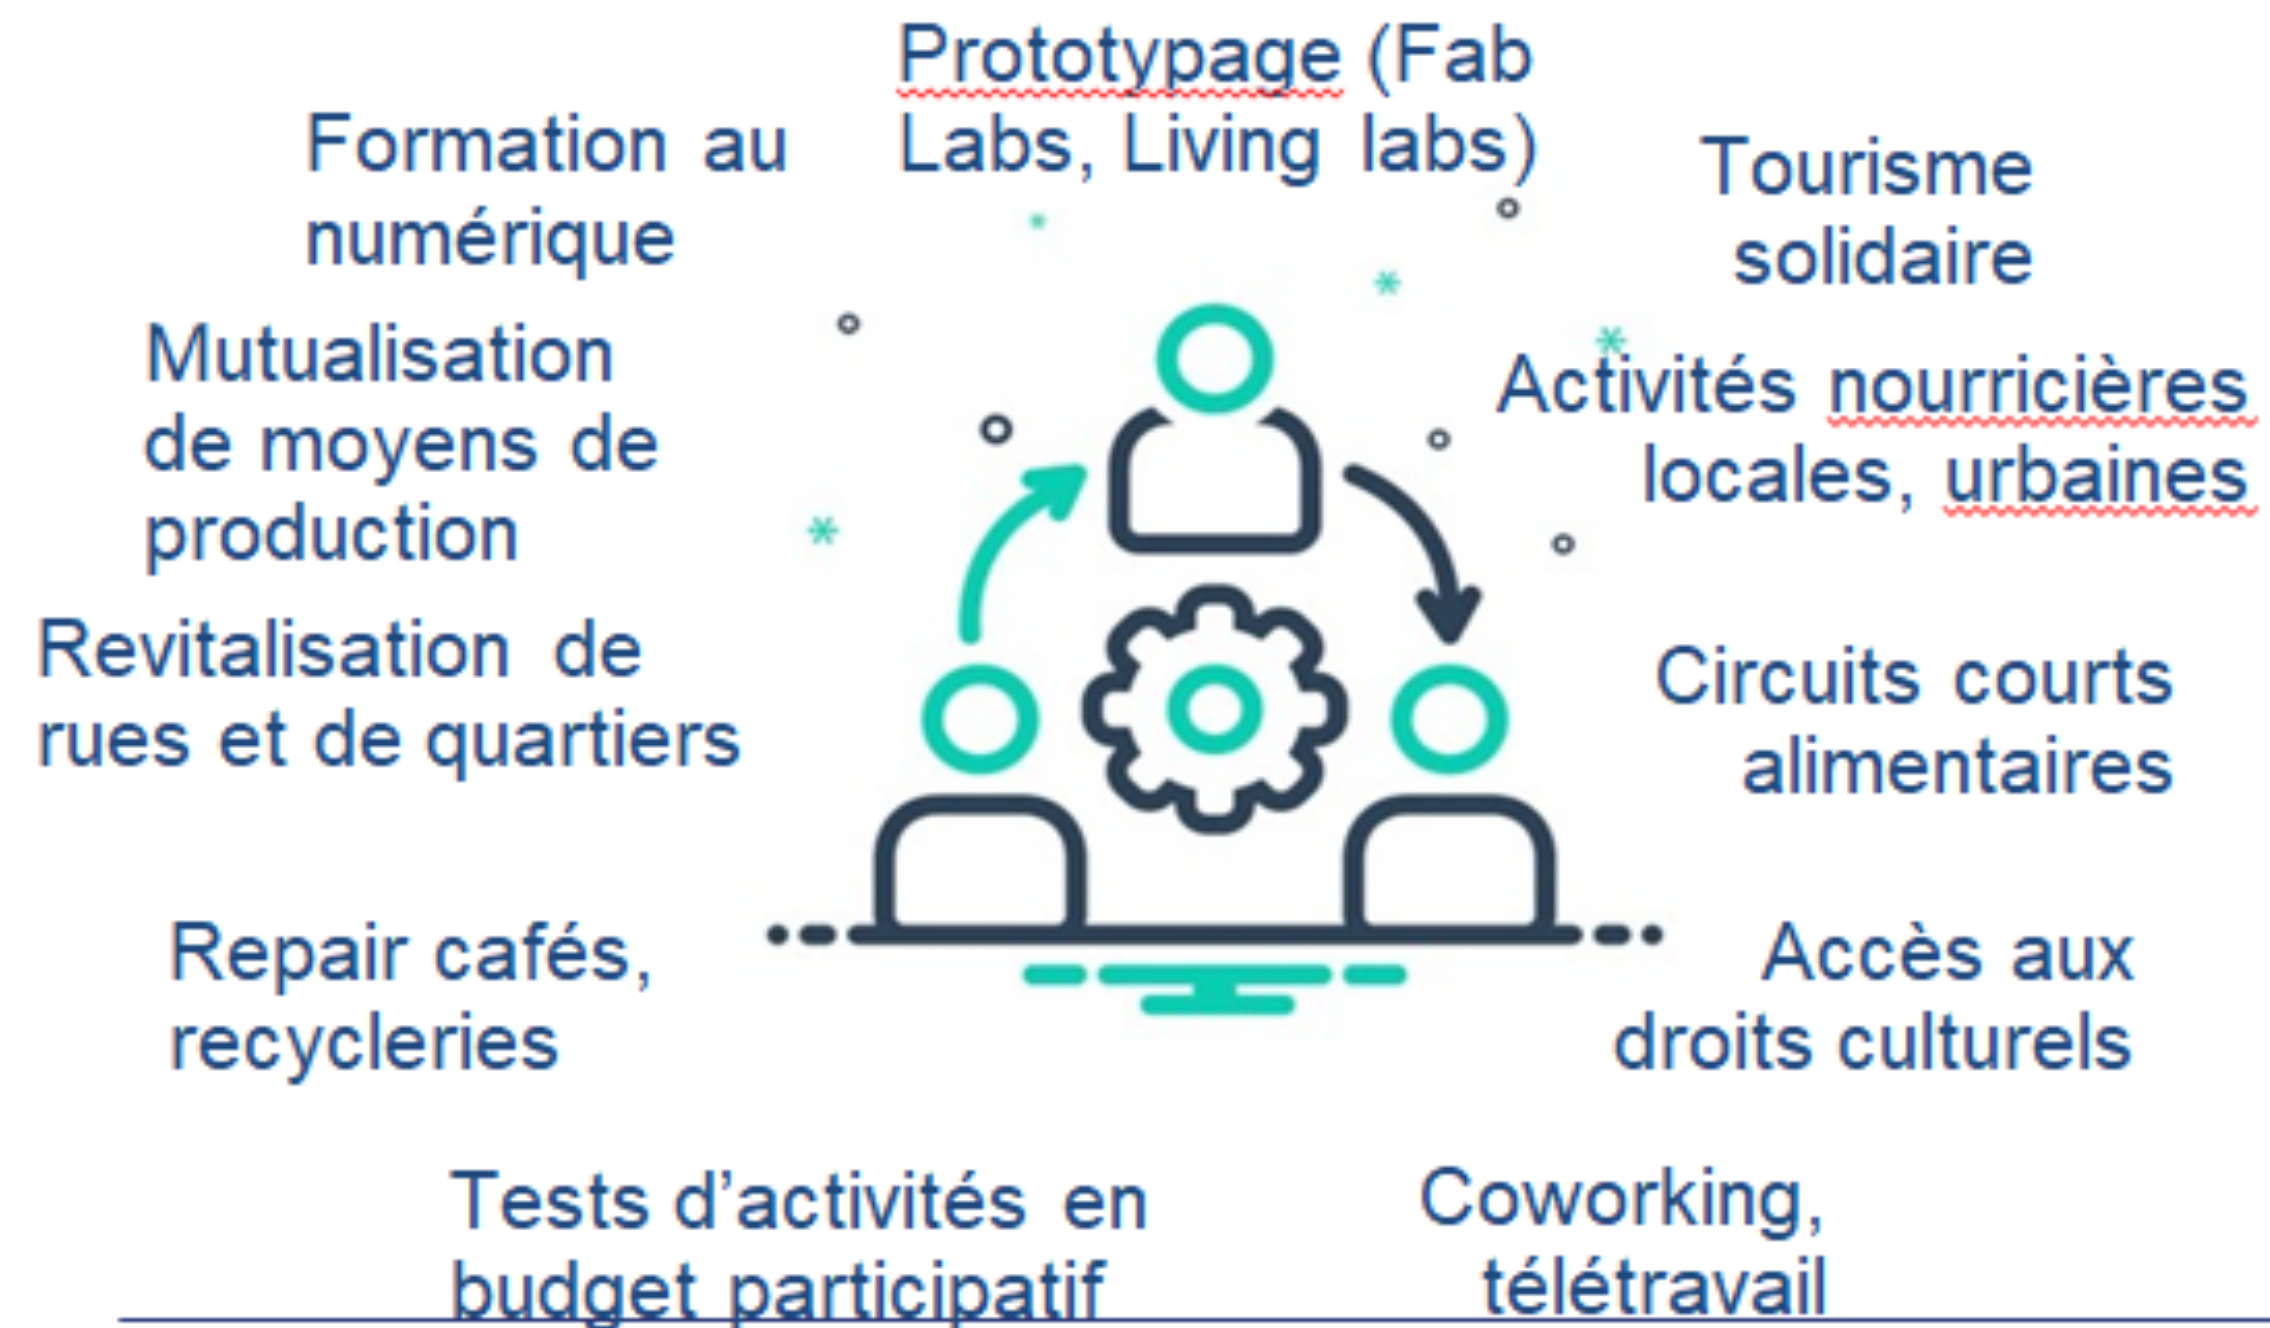 Prototypage (Fab
Labs, Living labs)
Formation au
numérique
Tourisme
solidaire
Mutualisation
de moyens de
production
Activités nourricières
locales, urbaines
Revitalisation de
rues et de quartiers
Circuits courts
alimentaires
Repair cafés,
recycleries
Accès aux
droits culturels
Tests d’activités en
budget participatif
Coworking,
télétravail